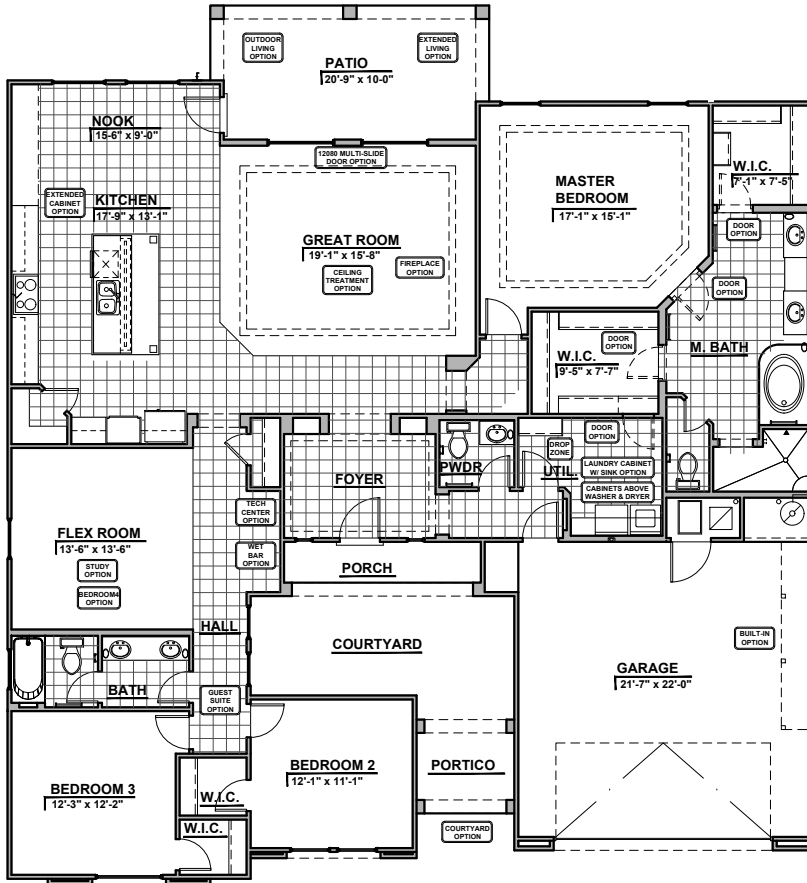 OUTDOOR
LIVING
OPTION
EXTENDED
LIVING
OPTION
PATIO
20'-9" x 10-0"
NOOK
15'-6" x 9'-0"
12080 MULTI-SLIDE
DOOR OPTION
W.I.C.
7'-1" x 7'-5"
MASTER
BEDROOM
17'-1" x 15'-1"
EXTENDED
CABINET
OPTION
KITCHEN
17'-9" x 13'-1"
DOOR
OPTION
GREAT ROOM
19'-1" x 15'-8"
FIREPLACE
OPTION
CEILING
TREATMENT
OPTION
DOOR
OPTION
DOOR
OPTION
M. BATH
W.I.C.
9'-5" x 7'-7"
DOOR
OPTION
DROP
ZONE
PWDR
UTIL.
LAUNDRY CABINET
W/ SINK OPTION
CABINETS ABOVE
WASHER & DRYER
FOYER
TECH
CENTER
OPTION
FLEX ROOM
13'-6" x 13'-6"
STUDY
OPTION
BEDROOM4
OPTION
WET
BAR
OPTION
PORCH
HALL
COURTYARD
BUILT-IN
OPTION
GARAGE
21'-7" x 22'-0"
BATH
GUEST
SUITE
OPTION
BEDROOM 2
12'-1" x 11'-1"
PORTICO
BEDROOM 3
12'-3" x 12'-2"
W.I.C.
W.I.C.
COURTYARD
OPTION